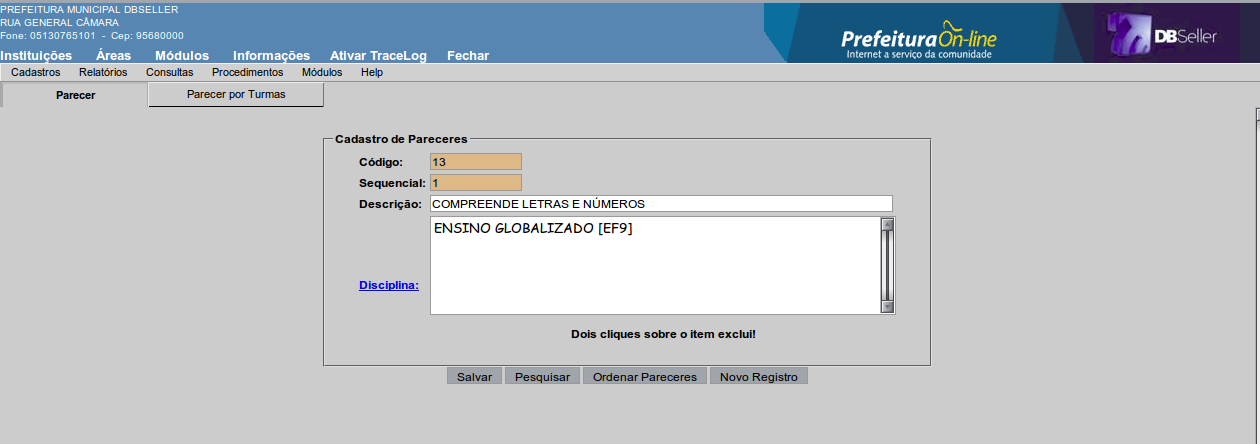 PREFEITURA MUNICIPAL DBSELLER
RUA GENERAL CÂMARA
Fone: 05130765101 - Cep: 95680000
PrefeituraOn-line
Internet a serviço da comunidade
DBSeller
Instituições Áreas Módulos Informações Ativar TraceLog Fechar
Cadastros Relatórios Consultas Procedimentos Módulos Help
Parecer Parecer por Turmas
Cadastro de Pareceres
Código: 13
Sequencial: 1
Descrição: COMPREENDE LETRAS E NÚMEROS
ENSINO GLOBALIZADO [EF9]
Disciplina:
Dois cliques sobre o item exclui!
Salvar Pesquisar Ordenar Pareceres Novo Registro